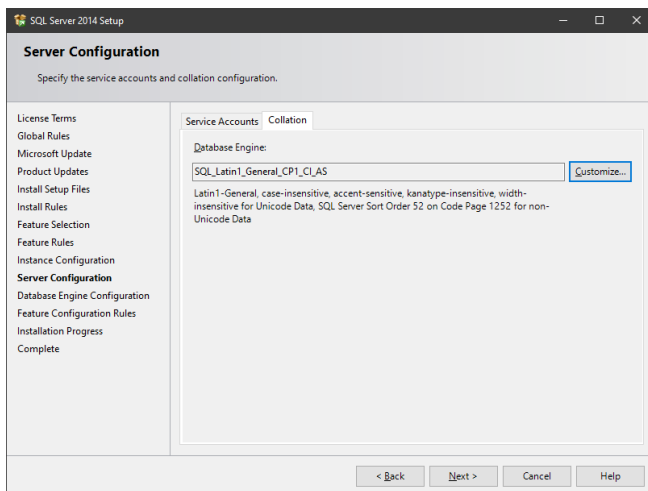 SQL Server 2014 Setup
Server Configuration
Specify the service accounts and collation configuration.
License Terms
Global Rules
Microsoft Update
Product Updates
Install Setup Files
Install Rules
Feature Selection
Feature Rules
Instance Configuration
Server Configuration
Database Engine Configuration
Feature Configuration Rules
Installation Progress
Complete
Service Accounts Collation
Database Engine:
SQL_Latin1_General_CP1_CI_AS
Customize...
Latin1-General, case-insensitive, accent-sensitive, kanatype-insensitive, width-
insensitive for Unicode Data, SQL Server Sort Order 52 on Code Page 1252 for non-
Unicode Data
< Back Next > Cancel Help